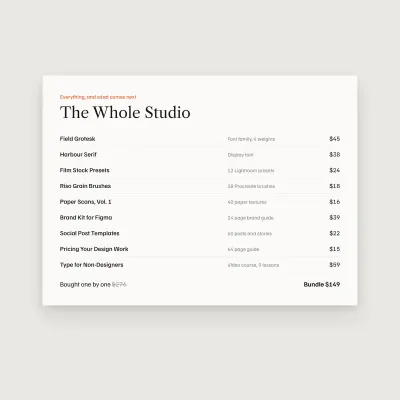 Everything, and what comes next
The Whole Studio
Field Grotesk Font family, 4 weights $45
Harbour Serif Display font $38
Film Stock Presets 12 Lightroom presets $24
Riso Grain Brushes 18 Procreate brushes $18
Paper Scans, Vol. 1 40 paper textures $16
Brand Kit for Figma 24 page brand guide $39
Social Post Templates 60 posts and stories $22
Pricing Your Design Work 64 page guide $15
Type for Non-Designers Video course, 9 lessons $59
Bought one by one $276 Bundle $149